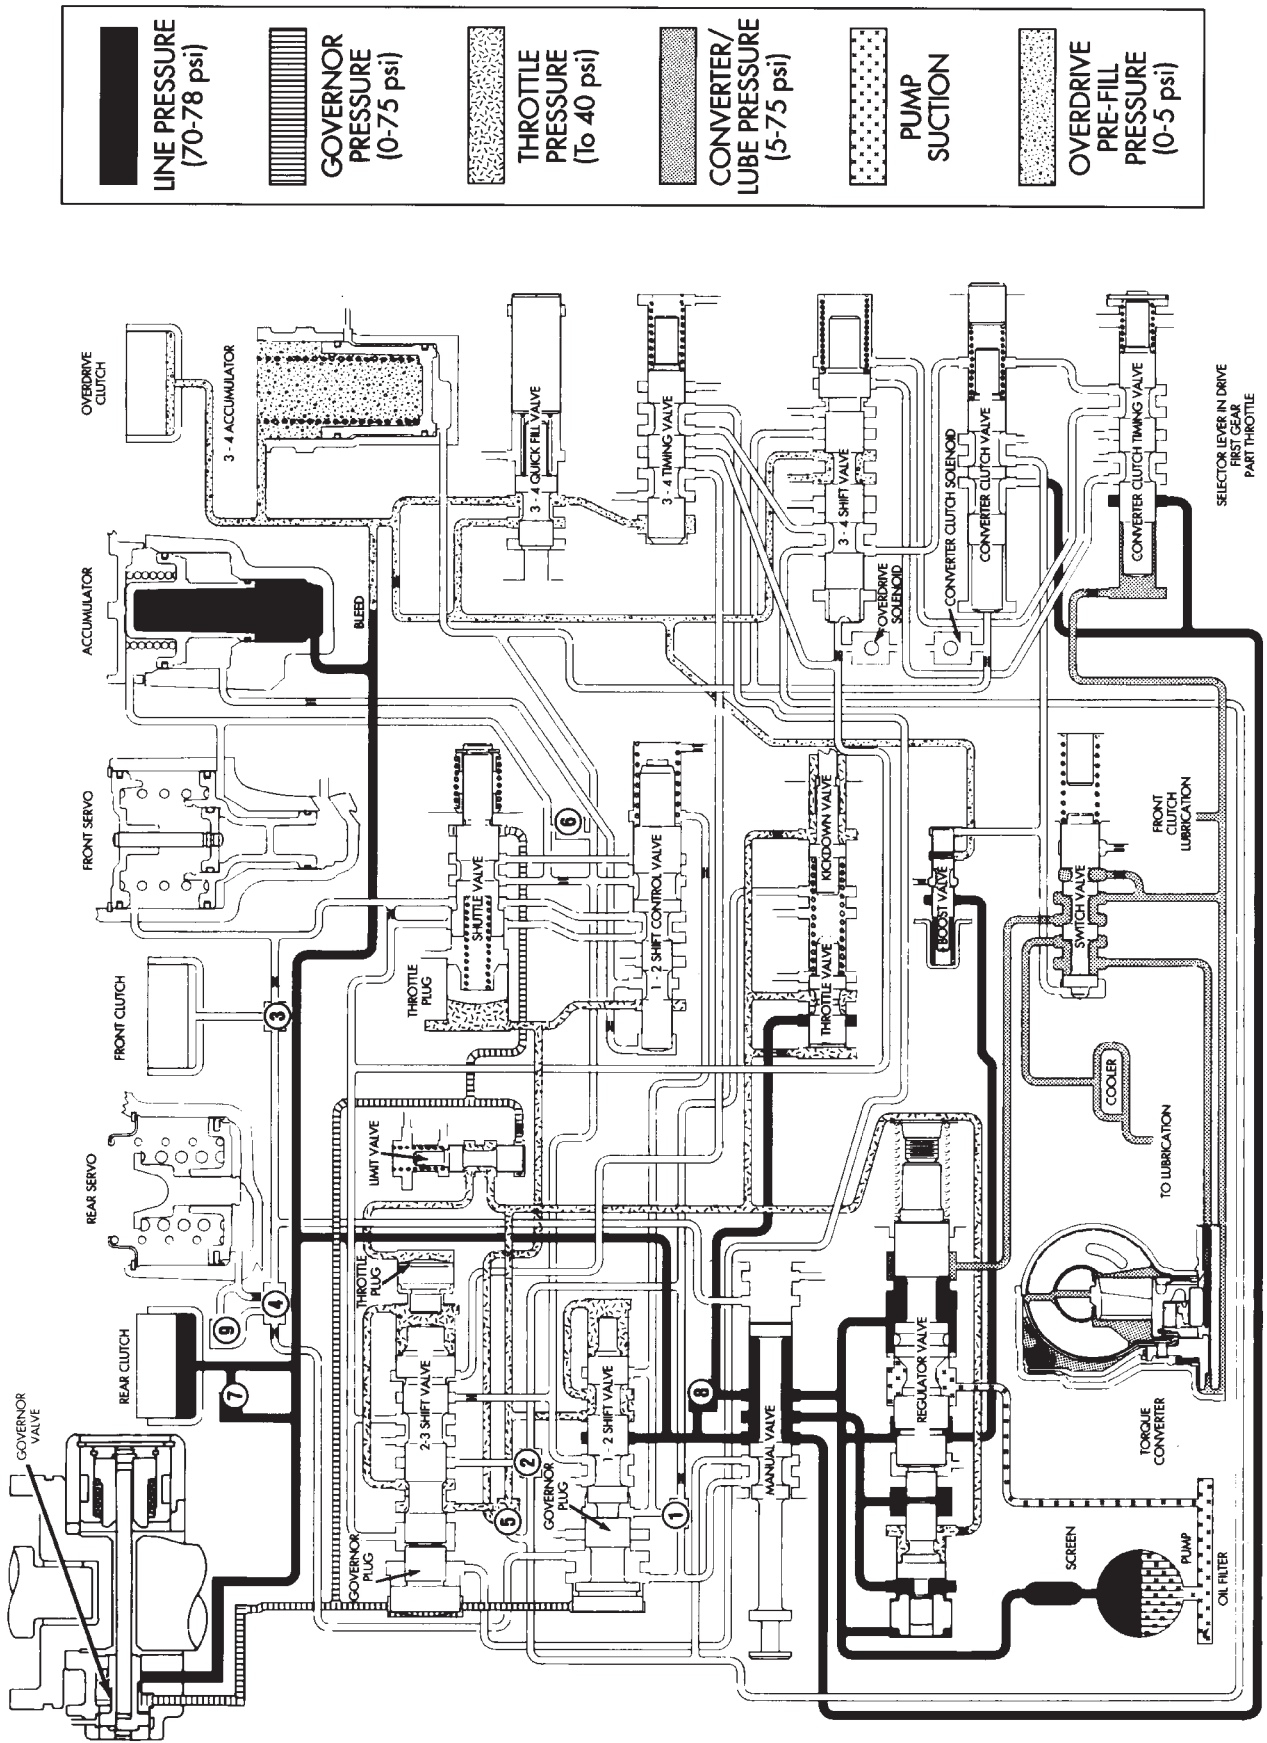 LINE PRESSURE
(70-78 psi)
GOVERNOR
PRESSURE
(0-75 psi)
THROTTLE
PRESSURE
(To 40 psi)
CONVERTER/
LUBE PRESSURE
(5-75 psi)
PUMP
SUCTION
OVERDRIVE
PRE-FILL
PRESSURE
(0-5 psi)
GOVERNOR
VALVE
REAR CLUTCH
REAR SERVO
FRONT CLUTCH
FRONT SERVO
ACCUMULATOR
OVERDRIVE
CLUTCH
3 - 4 ACCUMULATOR
BLEED
7
9
4
3
GOVERNOR
PLUG
2-3 SHIFT VALVE
THROTTLE
PLUG
LIMIT VALVE
THROTTLE
PLUG
SHUTTLE VALVE
3 - 4 QUICK FILL VALVE
5
2
6
GOVERNOR
PLUG
1 - 2 SHIFT VALVE
1 - 2 SHIFT CONTROL VALVE
3 - 4 TIMING VALVE
1
8
MANUAL VALVE
THROTTLE VALVE
KICKDOWN VALVE
3 - 4 SHIFT VALVE
OVERDRIVE
SOLENOID
REGULATOR VALVE
BOOST VALVE
CONVERTER CLUTCH SOLENOID
CONVERTER CLUTCH VALVE
SCREEN
COOLER
SWITCH VALVE
CONVERTER CLUTCH TIMING VALVE
PUMP
OIL FILTER
TORQUE
CONVERTER
TO LUBRICATION
FRONT
CLUTCH
LUBRICATION
SELECTOR LEVER IN DRIVE
FIRST GEAR
PART THROTTLE